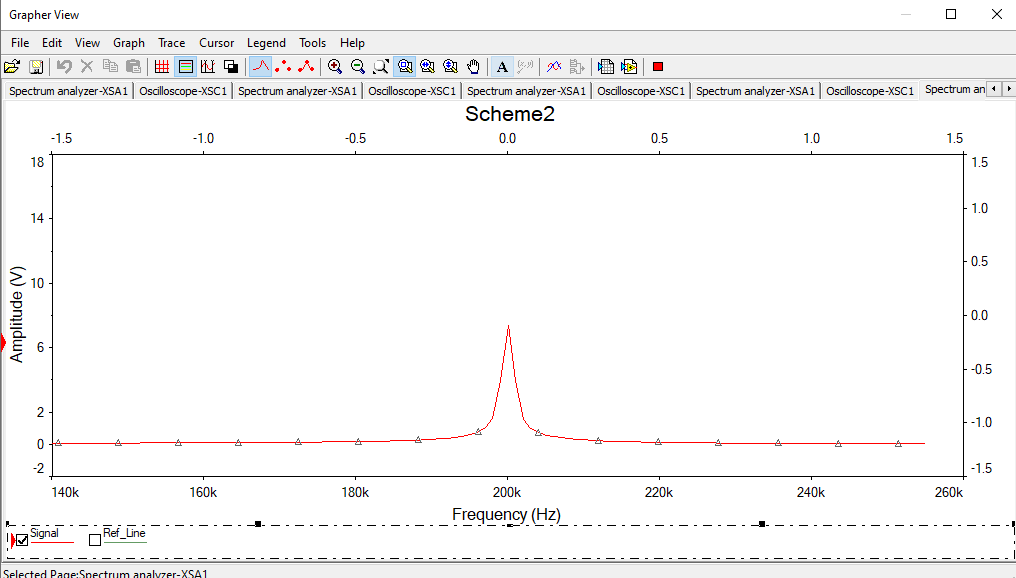 Grapher View
File Edit View Graph Trace Cursor Legend Tools Help
A
Spectrum analyzer-XSA1 Oscilloscope-XSC1 Spectrum analyzer-XSA1 Oscilloscope-XSC1 Spectrum analyzer-XSA1 Oscilloscope-XSC1 Spectrum analyzer-XSA1 Oscilloscope-XSC1 Spectrum an
Scheme2
-1.5 -1.0 -0.5 0.0 0.5 1.0 1.5
18 1.5
1.0
14
0.5
10
0.0
6
-0.5
2
-1.0
0
-2 -1.5
140k 160k 180k 200k 220k 240k 260k
Amplitude (V)
Frequency (Hz)
Signal Ref_Line
Selected Page:Spectrum analyzer-XSA1